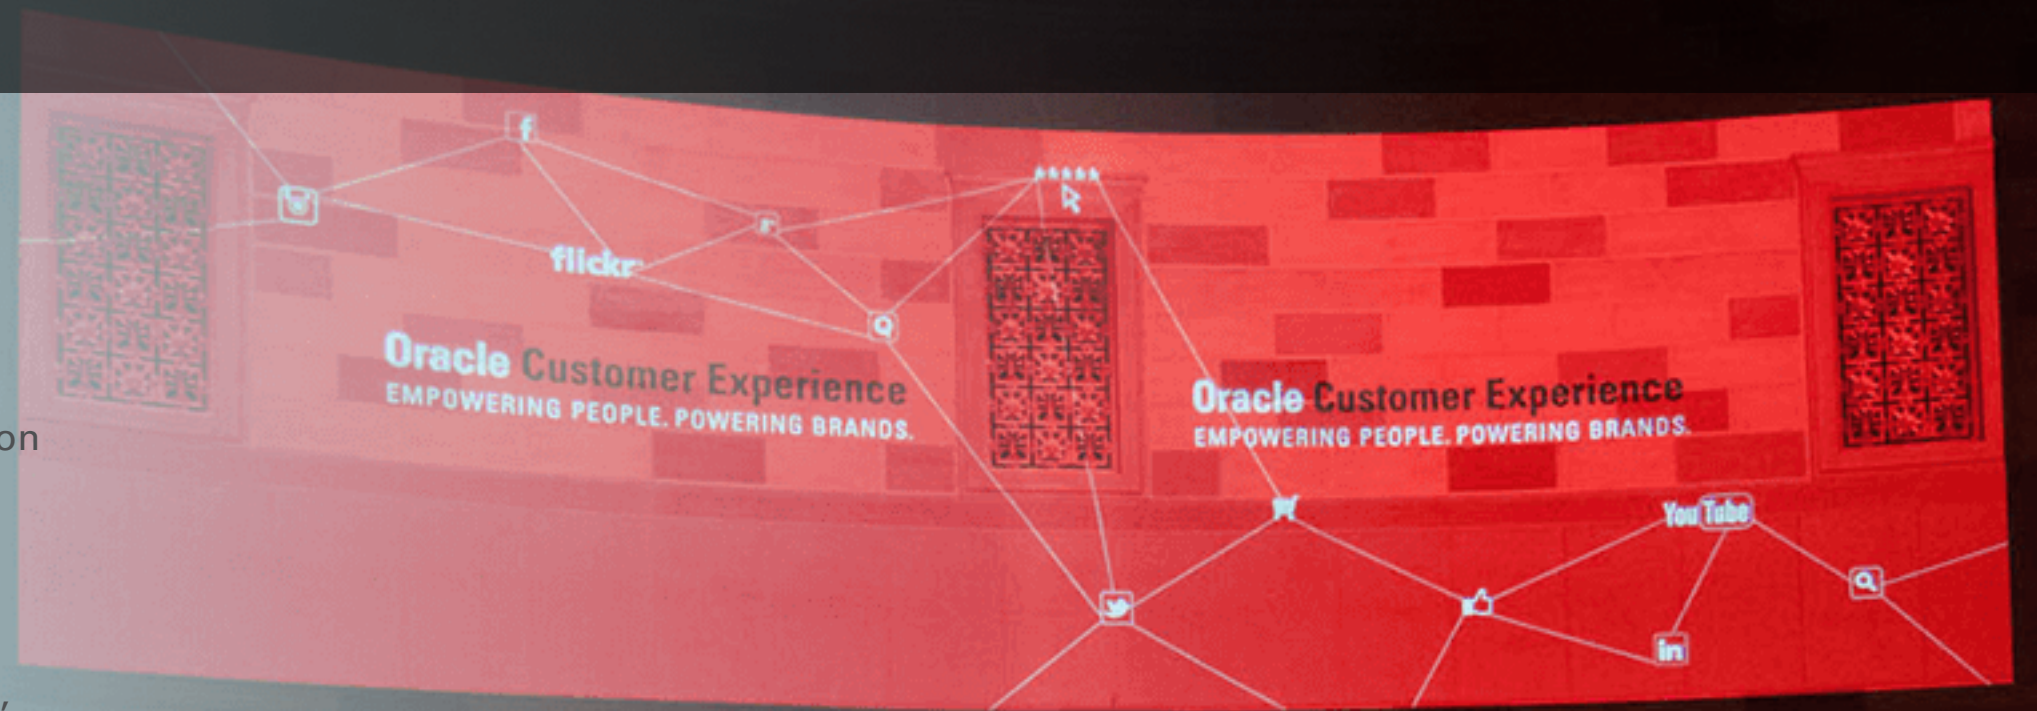 flickr
Oracle Customer Experience
EMPOWERING PEOPLE. POWERING BRANDS.
Oracle Customer Experience
EMPOWERING PEOPLE. POWERING BRANDS.
on
YouTube
in